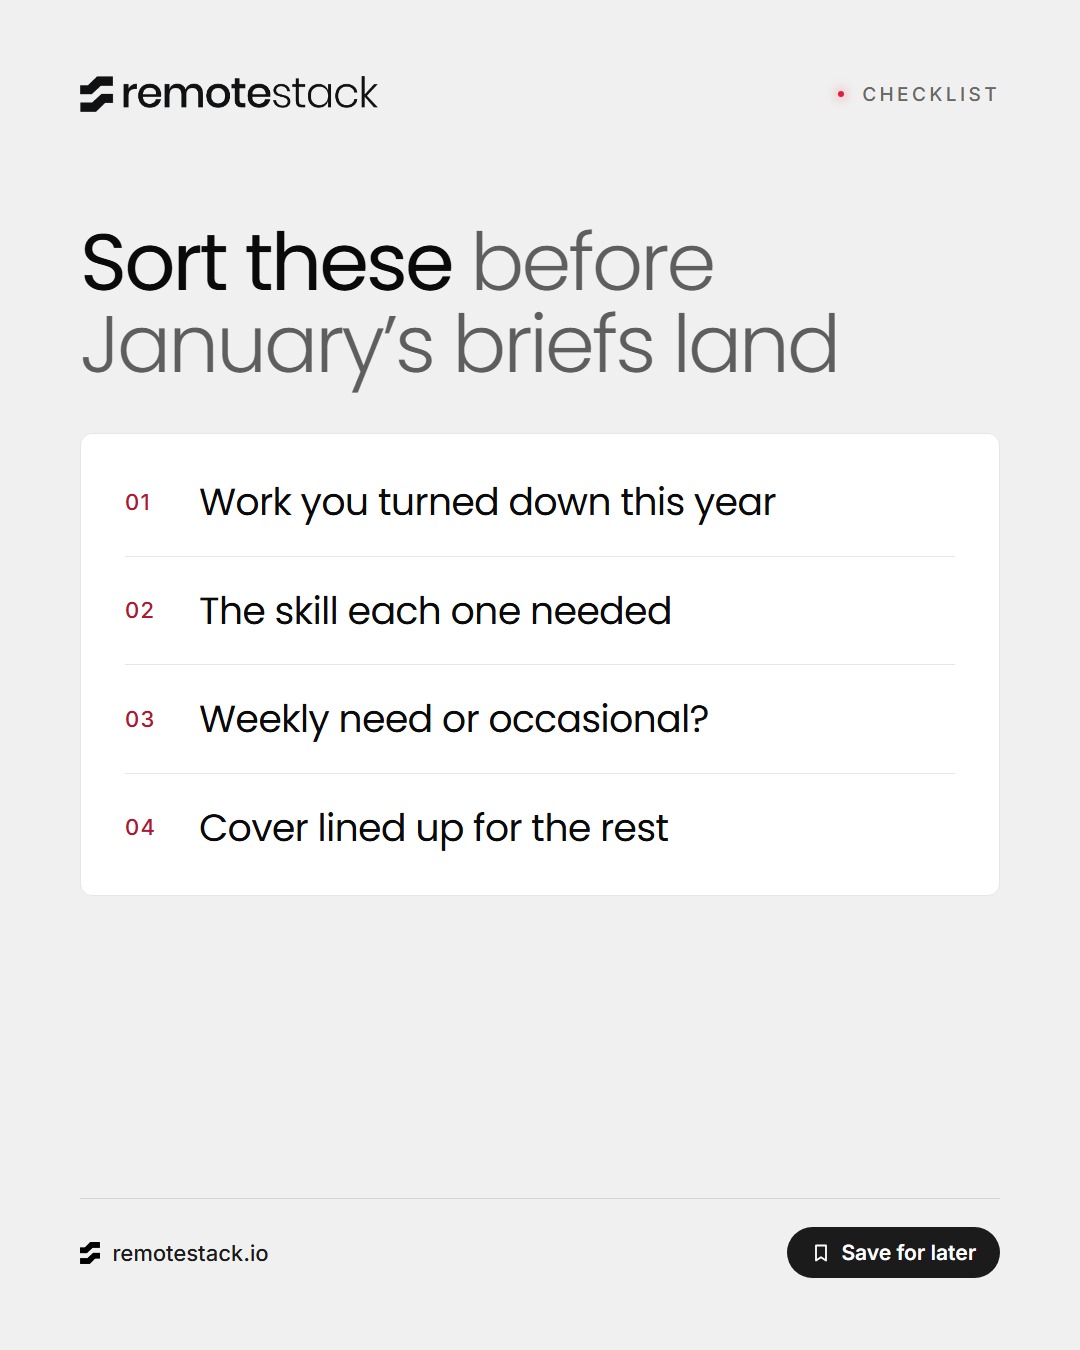 remotestack
CHECKLIST
Sort these before
January’s briefs land
01 Work you turned down this year
02 The skill each one needed
03 Weekly need or occasional?
04 Cover lined up for the rest
remotestack.io
Save for later